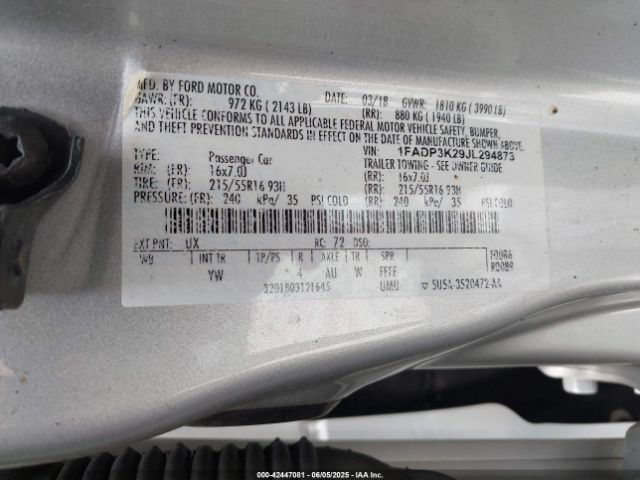 MFD. BY FORD MOTOR CO.
03/18 GVWR: 1810 KG ( 3990 LB)
GAWR: (FR): 972 KG ( 2143 LB) (RR): 880 KG ( 1940 LB)
THIS VEHICLE CONFORMS TO ALL APPLICABLE FEDERAL MOTOR VEHICLE SAFETY, BUMPER,
AND THEFT PREVENTION STANDARDS IN EFFECT ON THE DATE OF MANUFACTURE SHOWN ABOVE.
VIN: 1FADP3K29JL294873
TYPE: Passenger Car TRAILER TOWING - SEE OWNER GUIDE
RIM: (FR) 16x7.0J (RR) 16x7.0J
TIRE: (FR) 215/55R16 93H (RR) 215/55R16 93H
PRESSURE: (FR) 240 kPa/ 35 PSI COLD (RR) 240 kPa/ 35 PSI COLD
EXT PNT: UX RC: 72 DSO:
WB INT TR TP/PS R AXLE TR SPR
YW 4 AU W FFFF
3201803121645 UMU ▽ 5U5A-3520472-AA
000-42447081 - 06/05/2025 - IAA - CDSAU